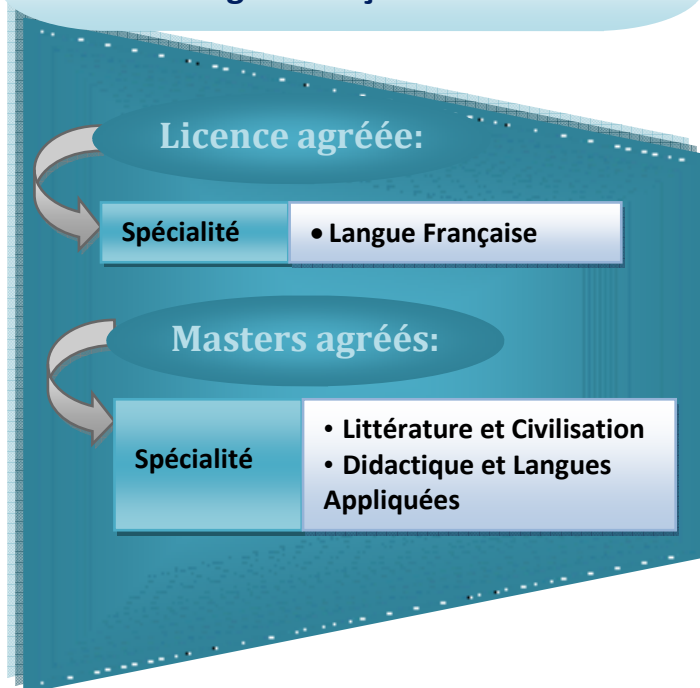 Licence agréée:
Spécialité
• Langue Française
Masters agréés:
Spécialité
• Littérature et Civilisation
• Didactique et Langues
Appliquées